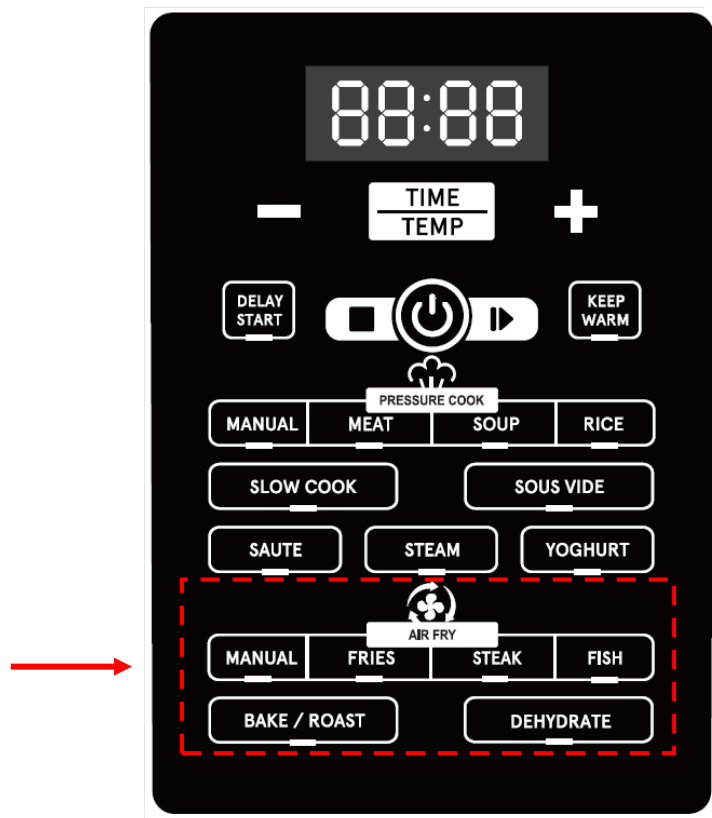 88:88
TIME
TEMP
DELAY
START
KEEP
WARM
PRESSURE COOK
MANUAL MEAT SOUP RICE
SLOW COOK SOUS VIDE
SAUTE STEAM YOGHURT
AIR FRY
MANUAL FRIES STEAK FISH
BAKE / ROAST DEHYDRATE